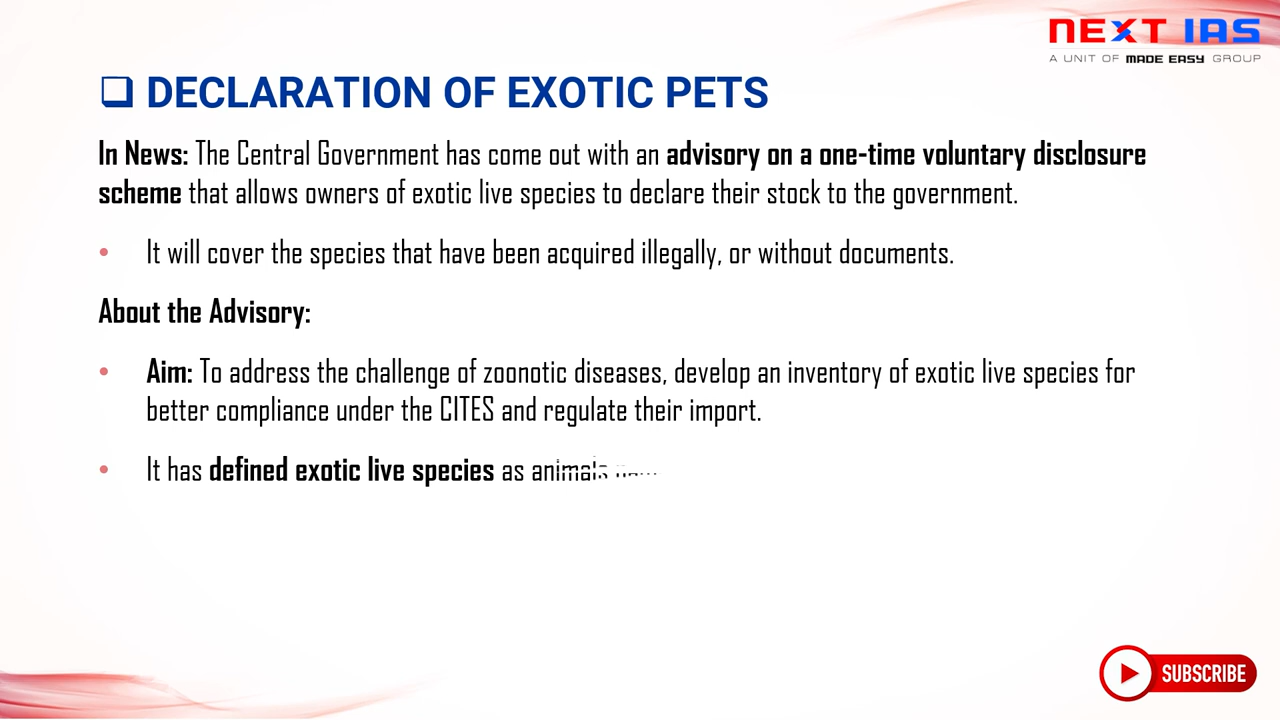 NEXT IAS
A UNIT OF MADE EASY GROUP
❑ DECLARATION OF EXOTIC PETS
In News: The Central Government has come out with an advisory on a one-time voluntary disclosure
scheme that allows owners of exotic live species to declare their stock to the government.
• It will cover the species that have been acquired illegally, or without documents.
About the Advisory:
• Aim: To address the challenge of zoonotic diseases, develop an inventory of exotic live species for
better compliance under the CITES and regulate their import.
• It has defined exotic live species as animals
SUBSCRIBE